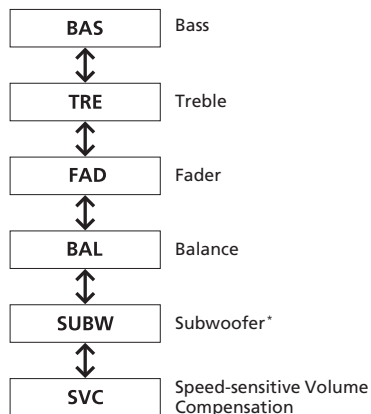 BAS Bass
TRE Treble
FAD Fader
BAL Balance
SUBW Subwoofer*
SVC Speed-sensitive Volume
Compensation